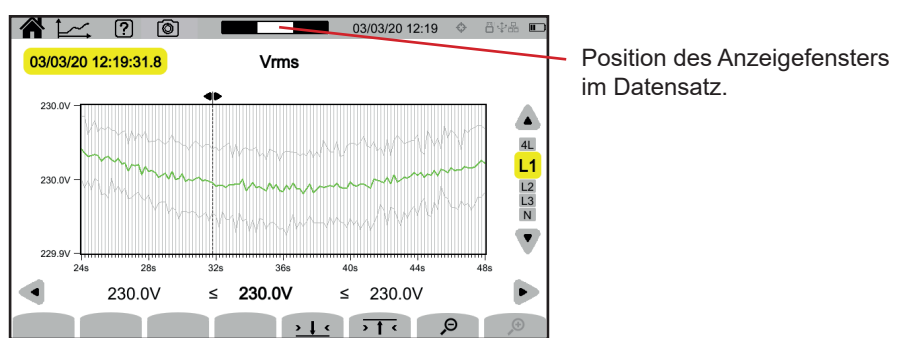 ?
03/03/20 12:19
Position des Anzeigefensters
im Datensatz.
03/03/20 12:19:31.8
Vrms
230.0V
230.0V
229.9V
24s 28s 32s 36s 40s 44s 48s
4L
L1
L2
L3
N
230.0V ≤ 230.0V ≤ 230.0V